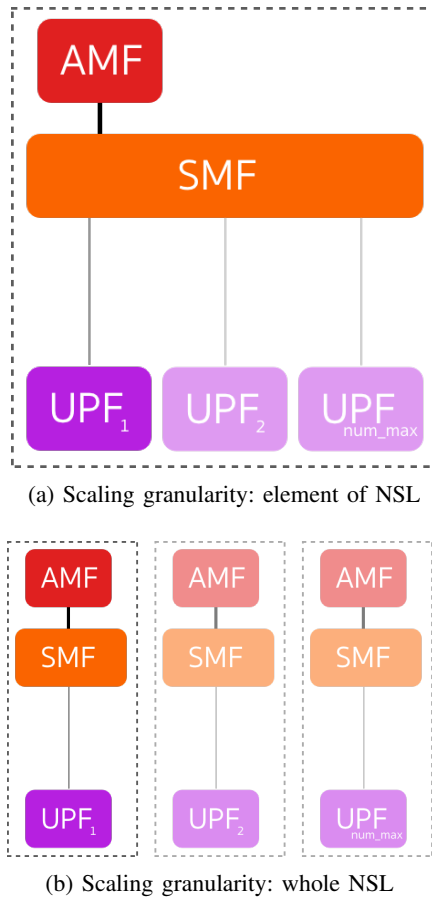 AMF
SMF
UPF1 UPF2 UPFnum_max
(a) Scaling granularity: element of NSL
AMF AMF AMF
SMF SMF SMF
UPF1 UPF2 UPFnum_max
(b) Scaling granularity: whole NSL